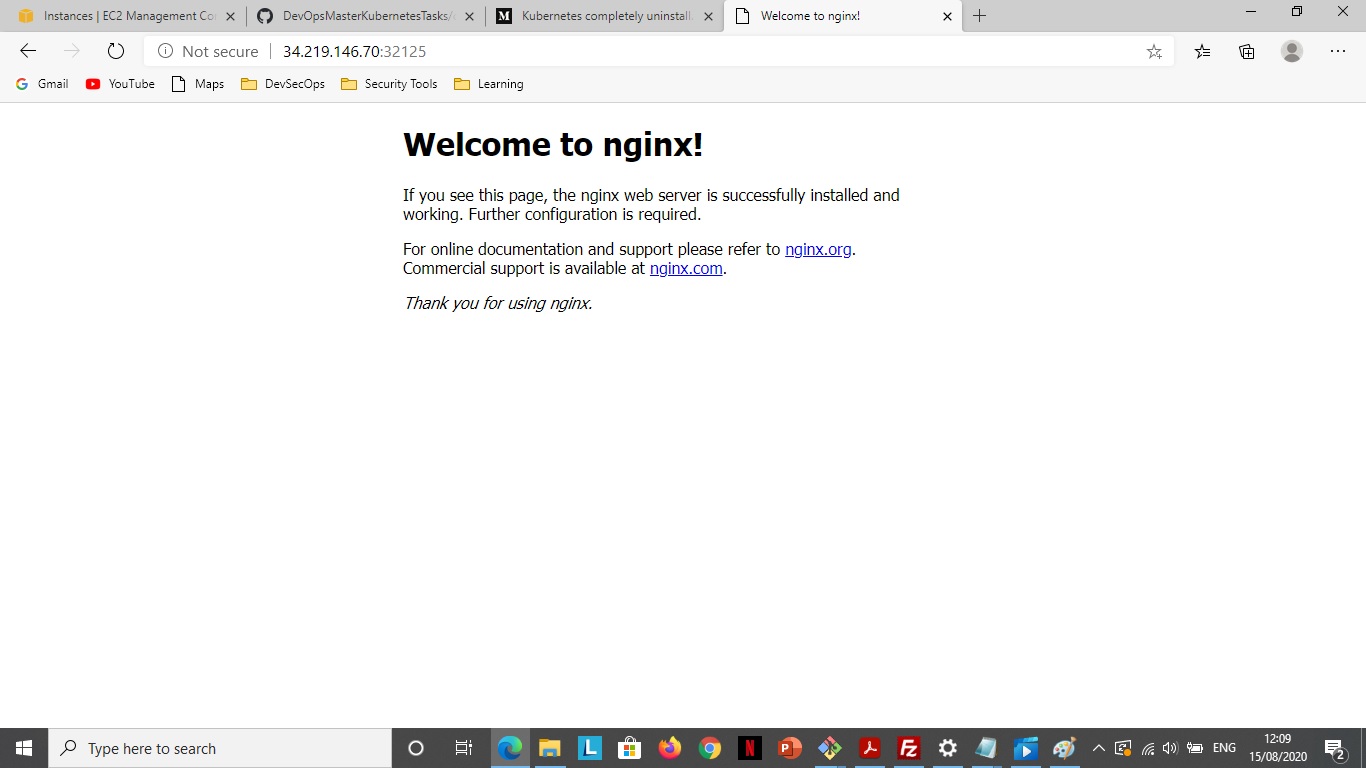 Instances | EC2 Management Co
DevOpsMasterKubernetesTasks/
Kubernetes completely uninstall
Welcome to nginx!
Not secure
34.219.146.70:32125
Gmail
YouTube
Maps
DevSecOps
Security Tools
Learning
Welcome to nginx!
If you see this page, the nginx web server is successfully installed and
working. Further configuration is required.
For online documentation and support please refer to nginx.org.
Commercial support is available at nginx.com.
Thank you for using nginx.
Type here to search
ENG
12:09
15/08/2020
2